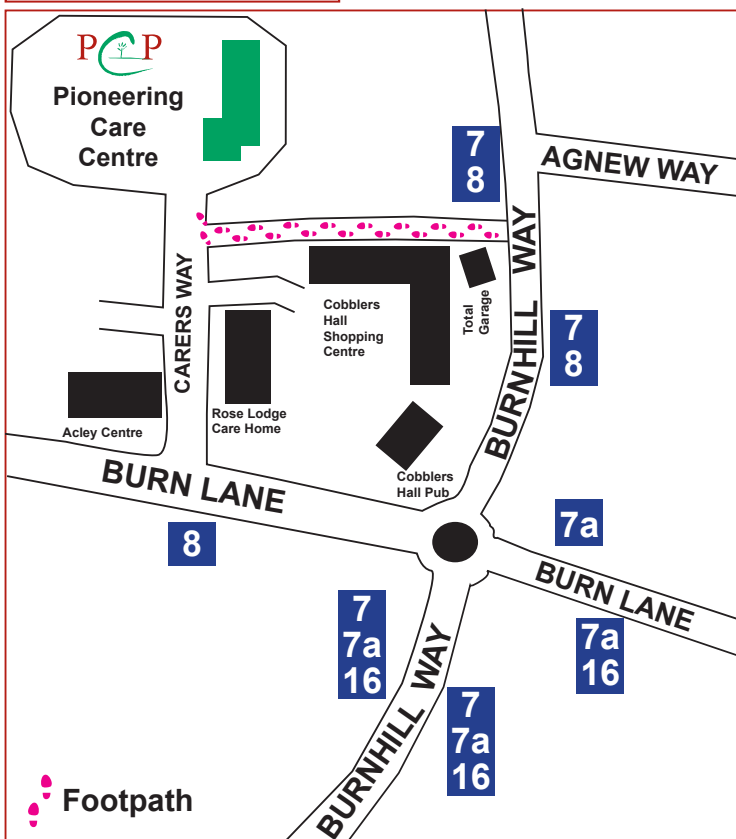 PCP
Pioneering
Care
Centre
7
8
AGNEW WAY
BURNHILL WAY
CARERS WAY
Cobblers
Hall
Shopping
Centre
Total
Garage
7
8
Acley Centre
Rose Lodge
Care Home
Cobblers
Hall Pub
BURN LANE
8
7a
BURN LANE
7
7a
16
7a
16
BURNHILL WAY
7
7a
16
Footpath